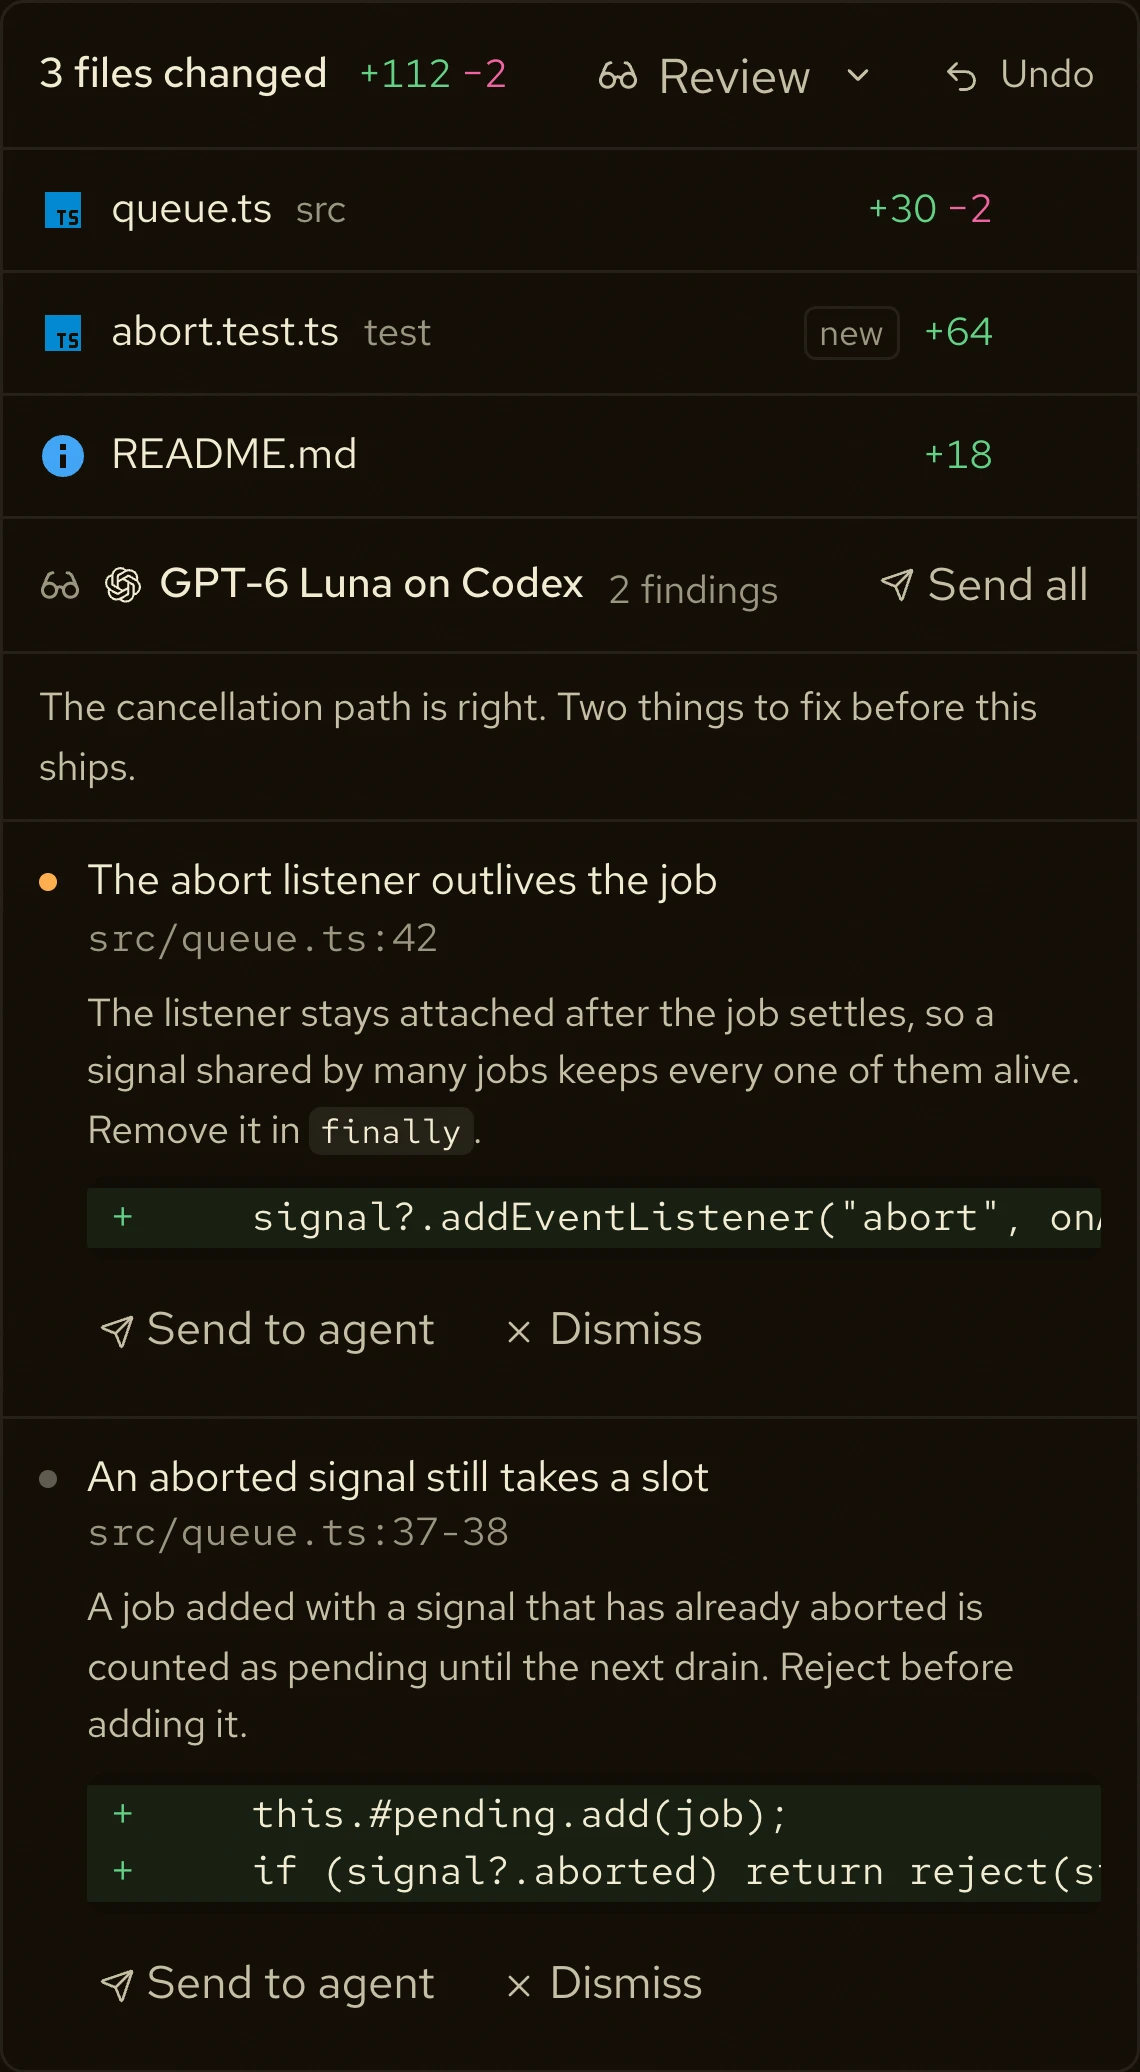 3 files changed +112 -2 Review Undo
TS queue.ts src +30 -2
TS abort.test.ts test new +64
README.md +18
GPT-6 Luna on Codex 2 findings Send all
The cancellation path is right. Two things to fix before this
ships.
The abort listener outlives the job
src/queue.ts:42
The listener stays attached after the job settles, so a
signal shared by many jobs keeps every one of them alive.
Remove it in finally.
+ signal?.addEventListener("abort", on
Send to agent × Dismiss
An aborted signal still takes a slot
src/queue.ts:37-38
A job added with a signal that has already aborted is
counted as pending until the next drain. Reject before
adding it.
+ this.#pending.add(job);
+ if (signal?.aborted) return reject(s
Send to agent × Dismiss